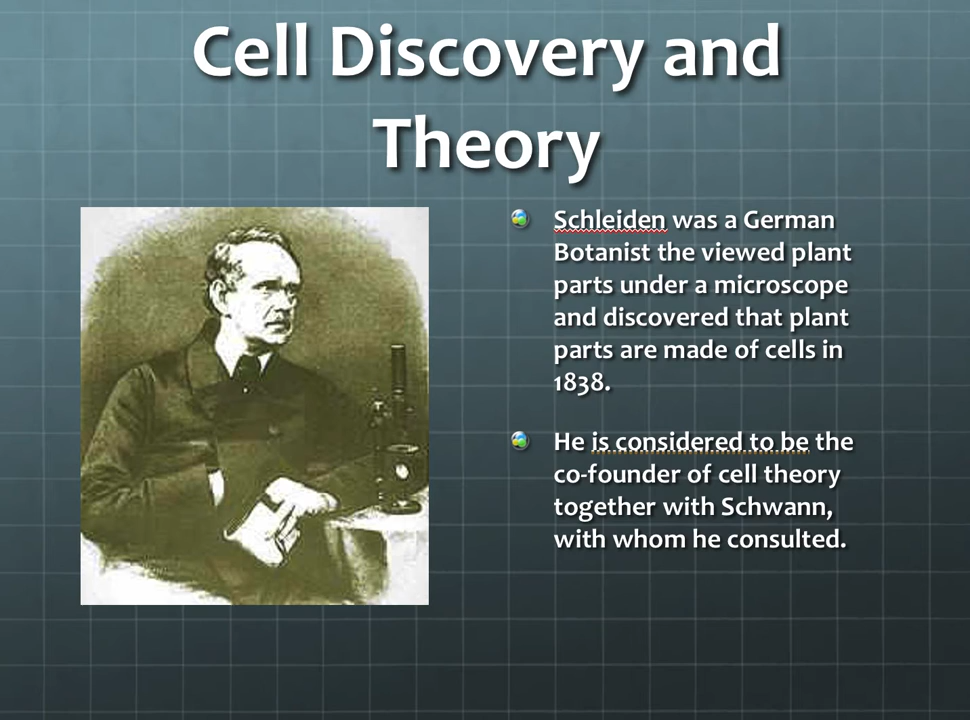 Cell Discovery and
Theory
Schleiden was a German
Botanist the viewed plant
parts under a microscope
and discovered that plant
parts are made of cells in
1838.
He is considered to be the
co-founder of cell theory
together with Schwann,
with whom he consulted.